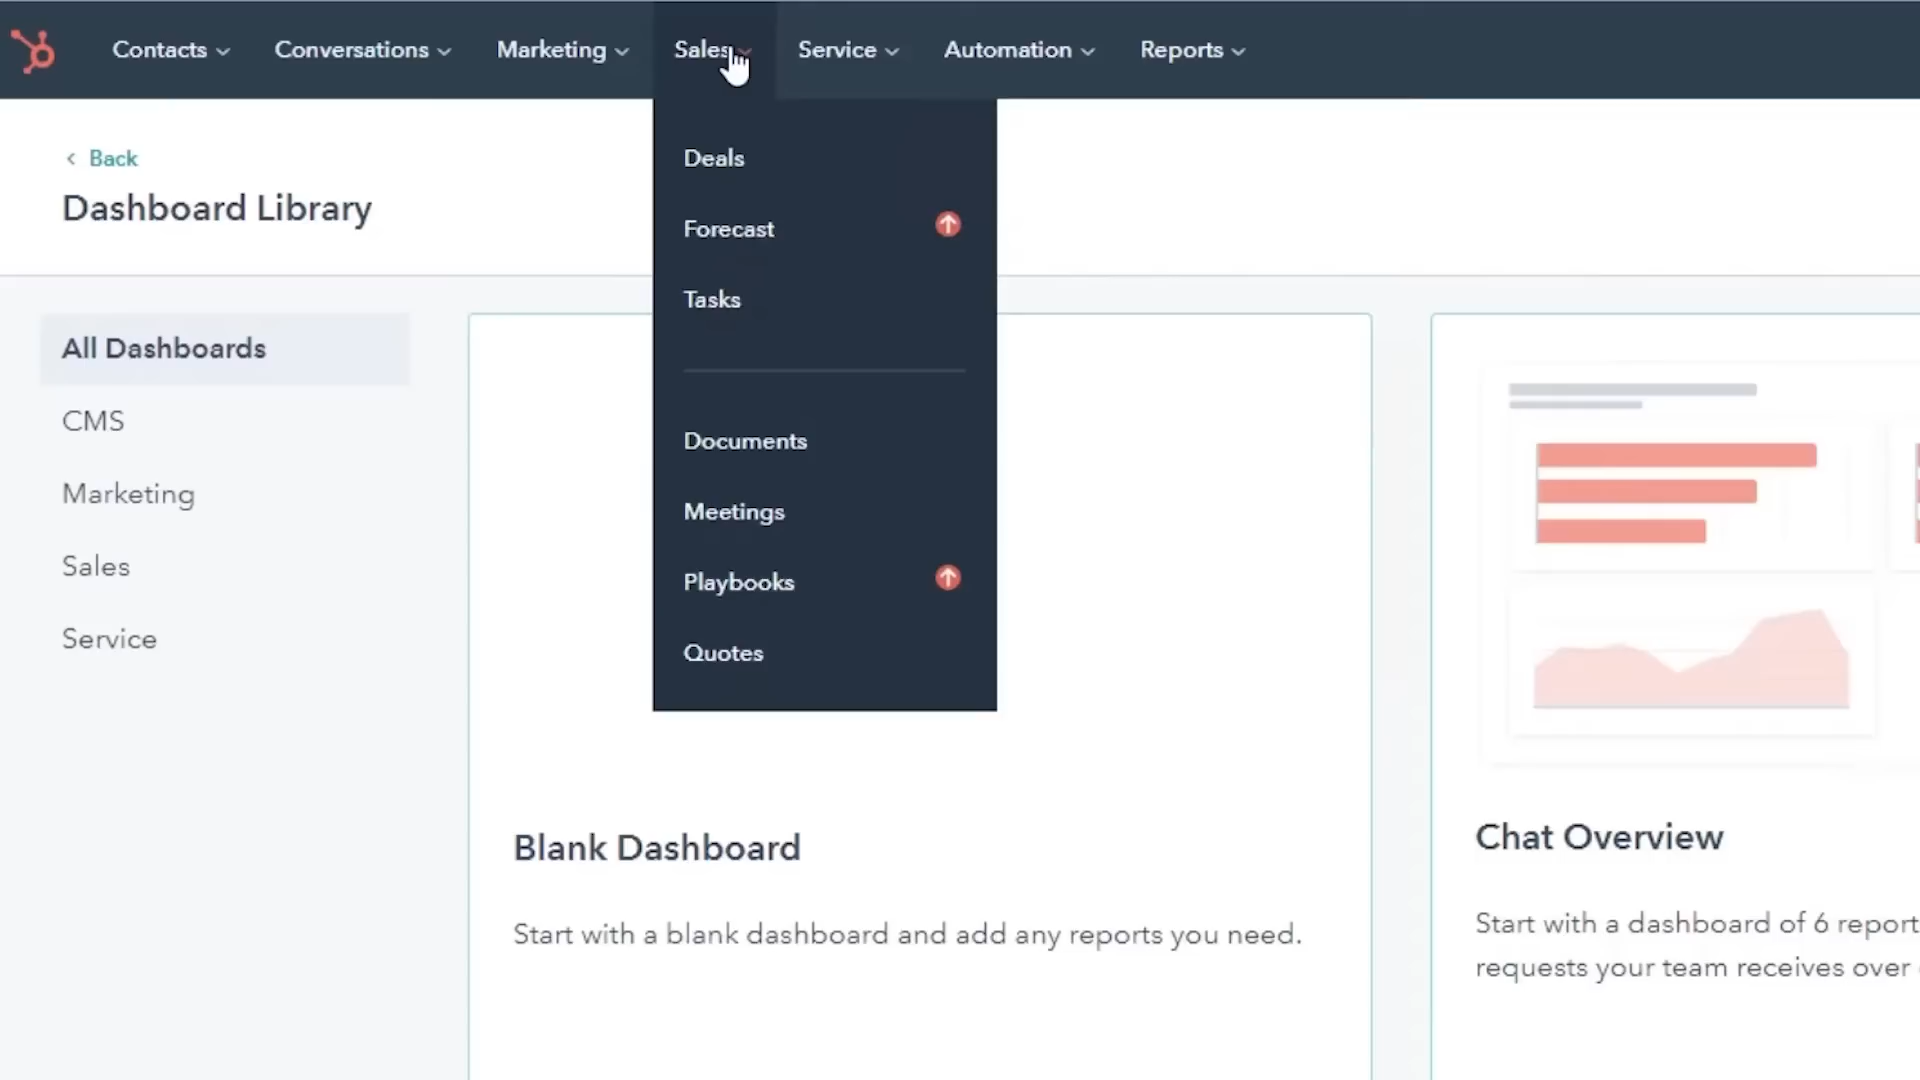 Contacts
Conversations
Marketing
Sales
Service
Automation
Reports
Back
Dashboard Library
All Dashboards
CMS
Marketing
Sales
Service
Deals
Forecast
Tasks
Documents
Meetings
Playbooks
Quotes
Blank Dashboard
Start with a blank dashboard and add any reports you need.
Chat Overview
Start with a dashboard of 6 report
requests your team receives over